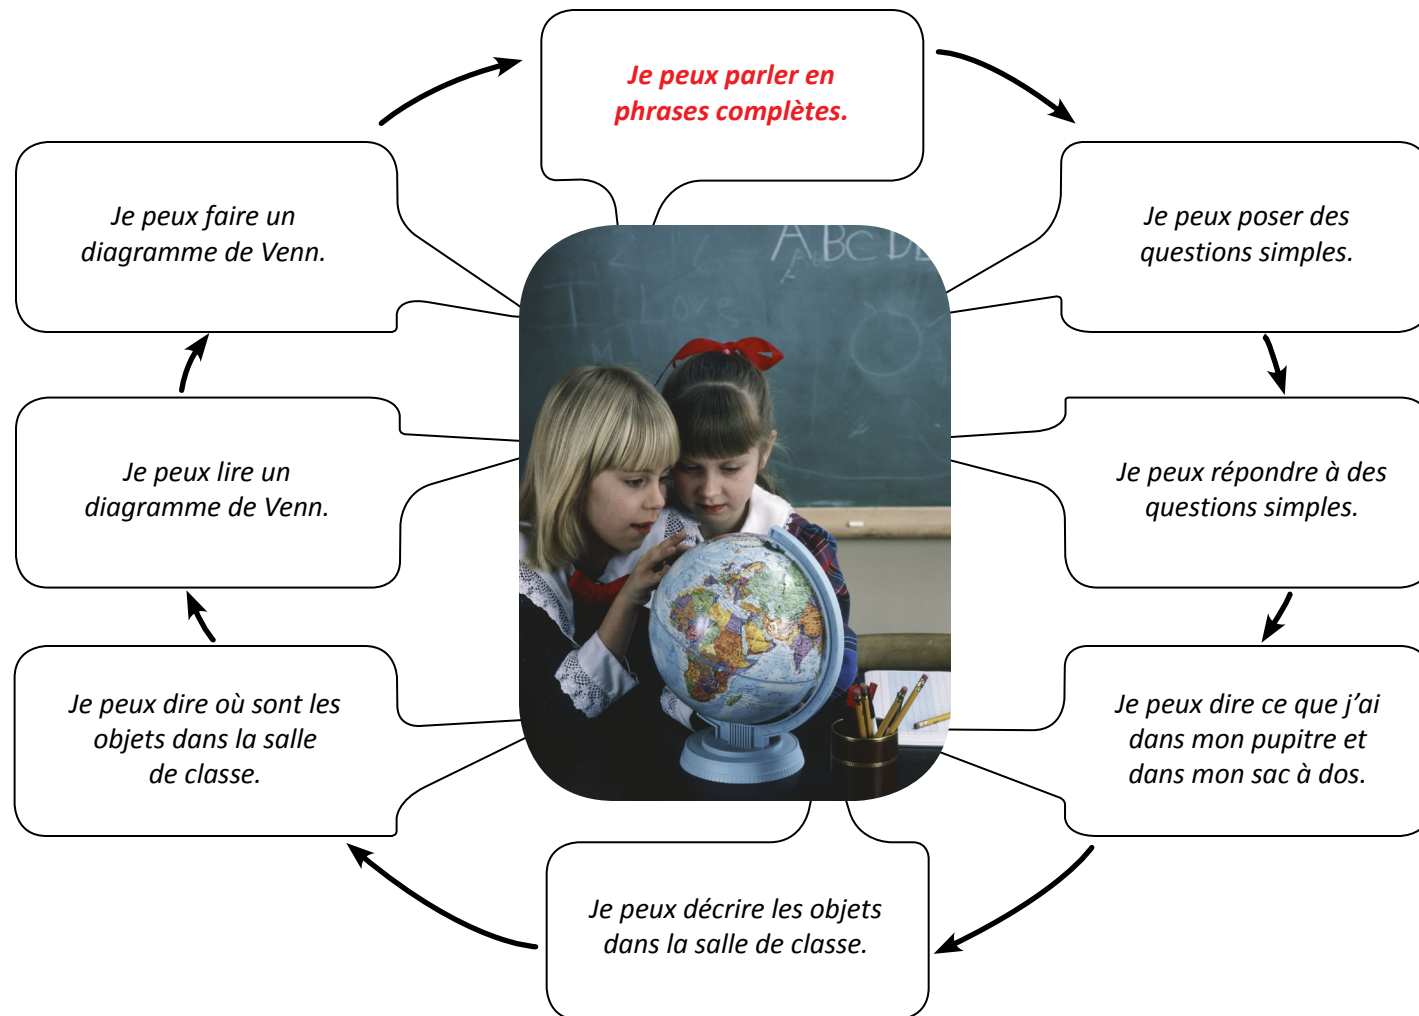 Je peux parler en
phrases complètes.
Je peux poser des
questions simples.
Je peux répondre à des
questions simples.
Je peux dire ce que j’ai
dans mon pupitre et
dans mon sac à dos.
Je peux décrire les objets
dans la salle de classe.
Je peux dire où sont les
objets dans la salle
de classe.
Je peux lire un
diagramme de Venn.
Je peux faire un
diagramme de Venn.
A B C D E
Love